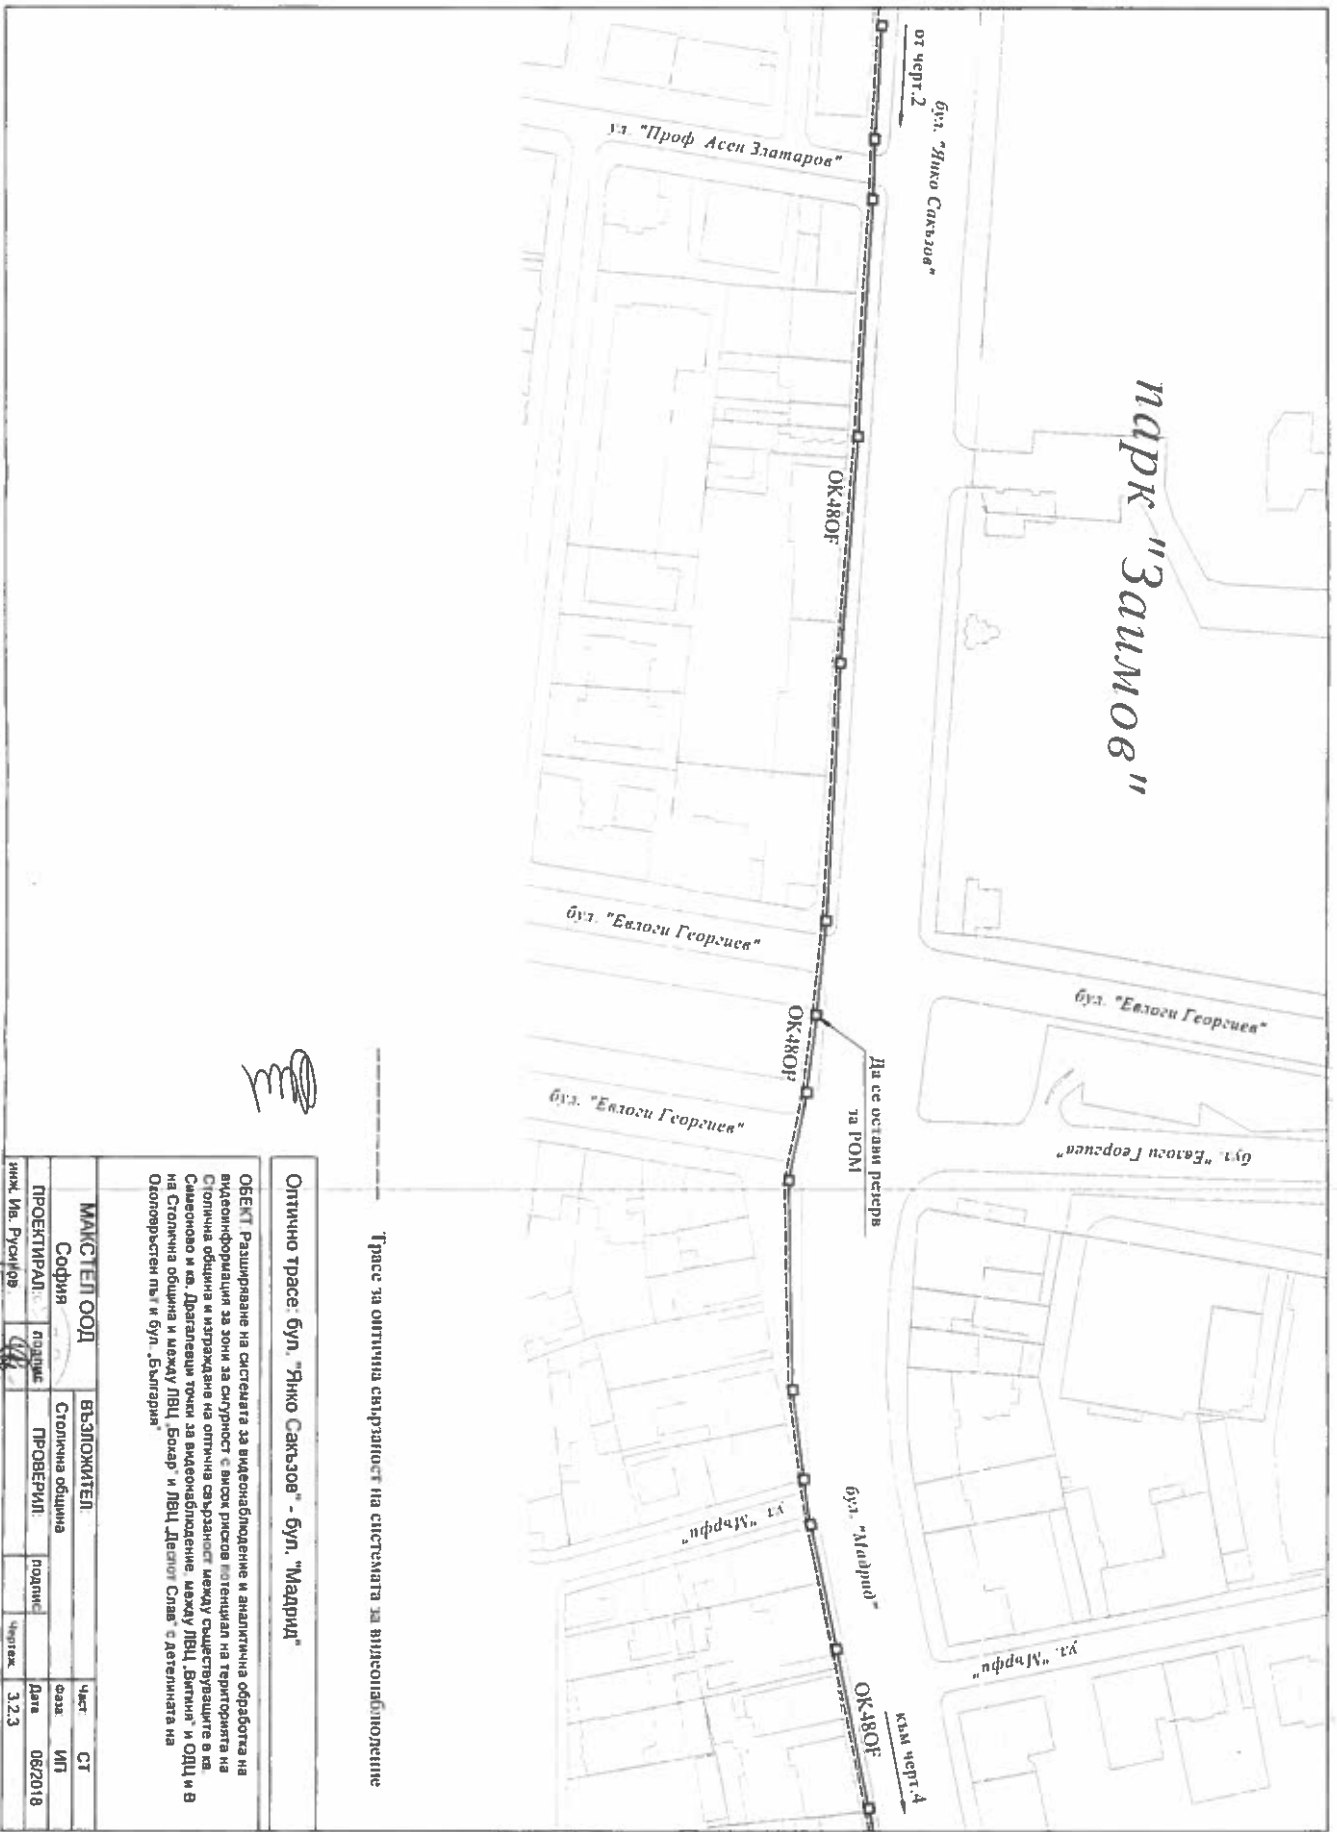 парк "Заимов"
от черт.2
бул. "Янко Сакъзов"
ул. "Проф Асен Златаров"
OK48OF
бул. "Евлоги Георгиев"
бул. "Евлоги Георгиев"
бул. "Евлоги Георгиев"
бул. "Евлоги Георгиев"
OK48OF
Да се остави резерв
за РОМ
бул. "Мадрид"
ул "Мърфи"
ул. "Мърфи"
OK48OF
към черт.4
Трасе за оптична свързаност на системата за видеонаблюдение
Оптично трасе: бул. "Янко Сакъзов" - бул. "Мадрид"
ОБЕКТ: Разширяване на системата за видеонаблюдение и аналитична обработка на
видеоинформация за зони за сигурност с висок рисков потенциал на територията на
Столична община и изграждане на оптична свързаност между съществуващите в кв.
Симеоново и кв. Драгалевци точки за видеонаблюдение, между ЛВЦ „Витиня" и ОДЦ и в
на Столична община и между ЛВЦ „Бокар" и ЛВЦ „Деспот Слав" с детелината на
Околовръстен път и бул. „България"
МАКСТЕЛ ООД
София
ВЪЗЛОЖИТЕЛ:
Столична община
Част: СТ
Фаза: ИП
ПРОЕКТИРАЛ: подпис ПРОВЕРИЛ: подпис Дата 06/2018
инж. Ив. Русинов Чертеж 3.2.3